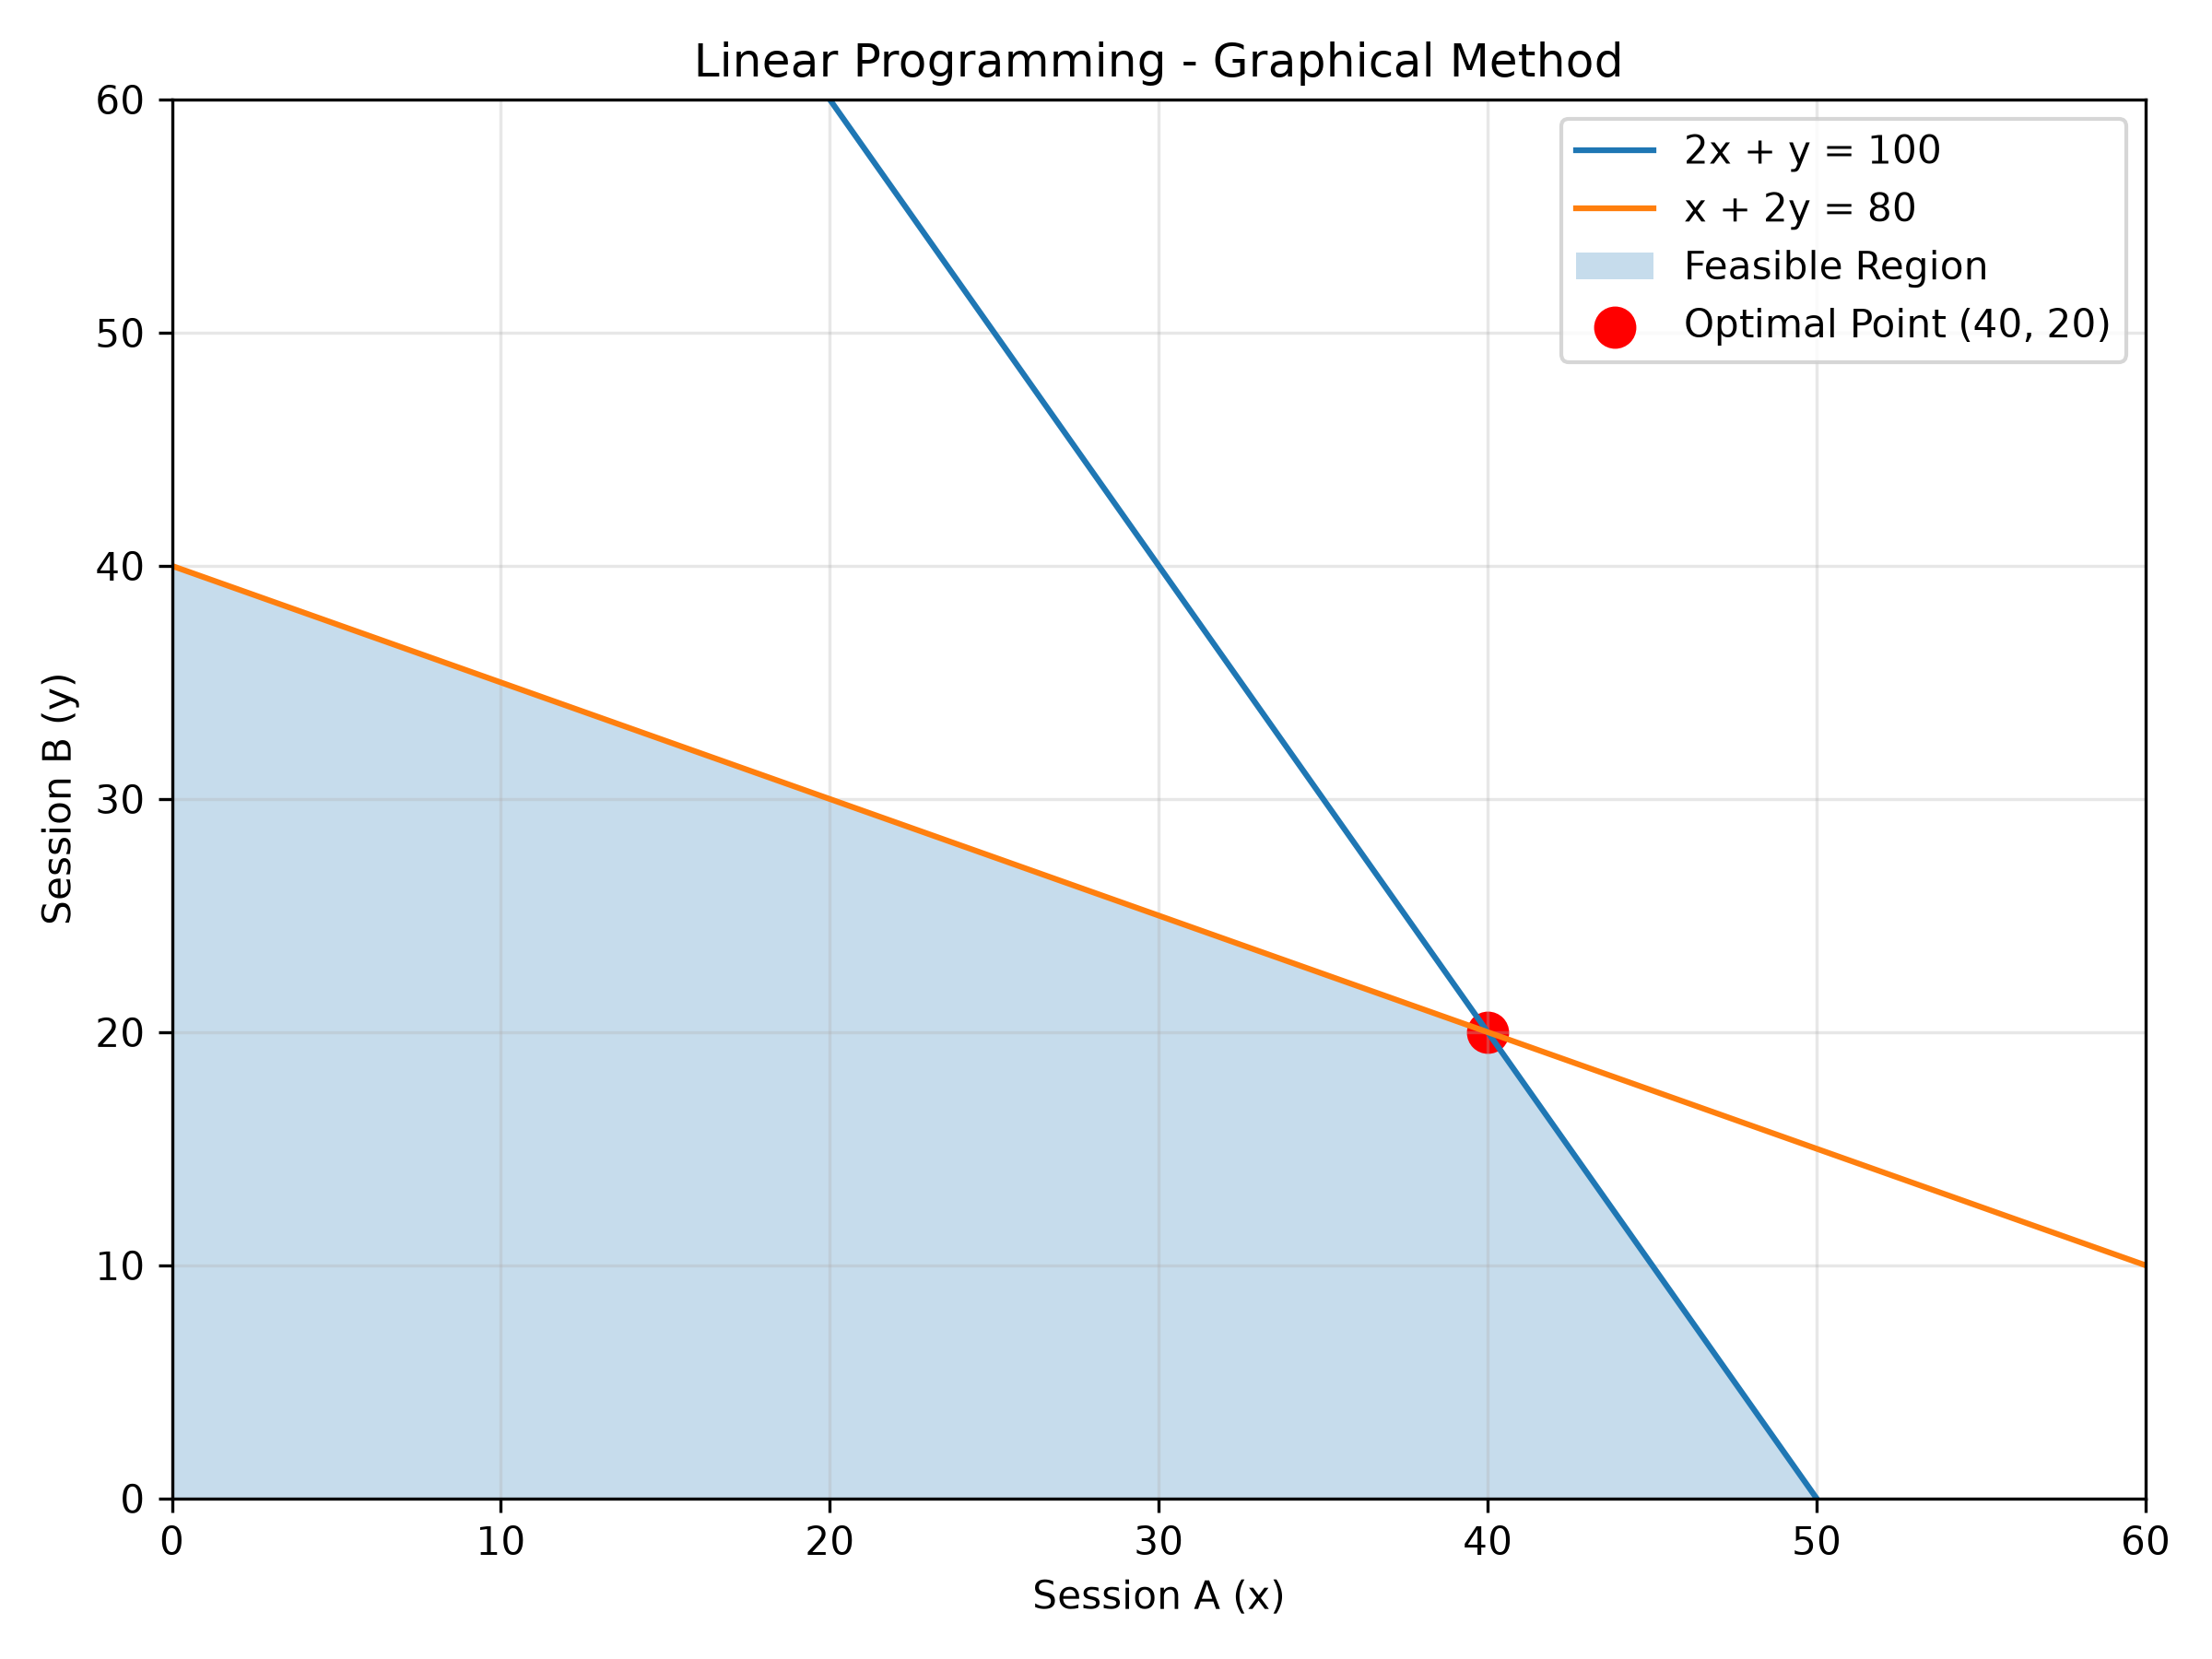 Linear Programming - Graphical Method
2x + y = 100
x + 2y = 80
Feasible Region
Optimal Point (40, 20)
60
50
40
30
20
10
0
Session B (y)
0 10 20 30 40 50 60
Session A (x)